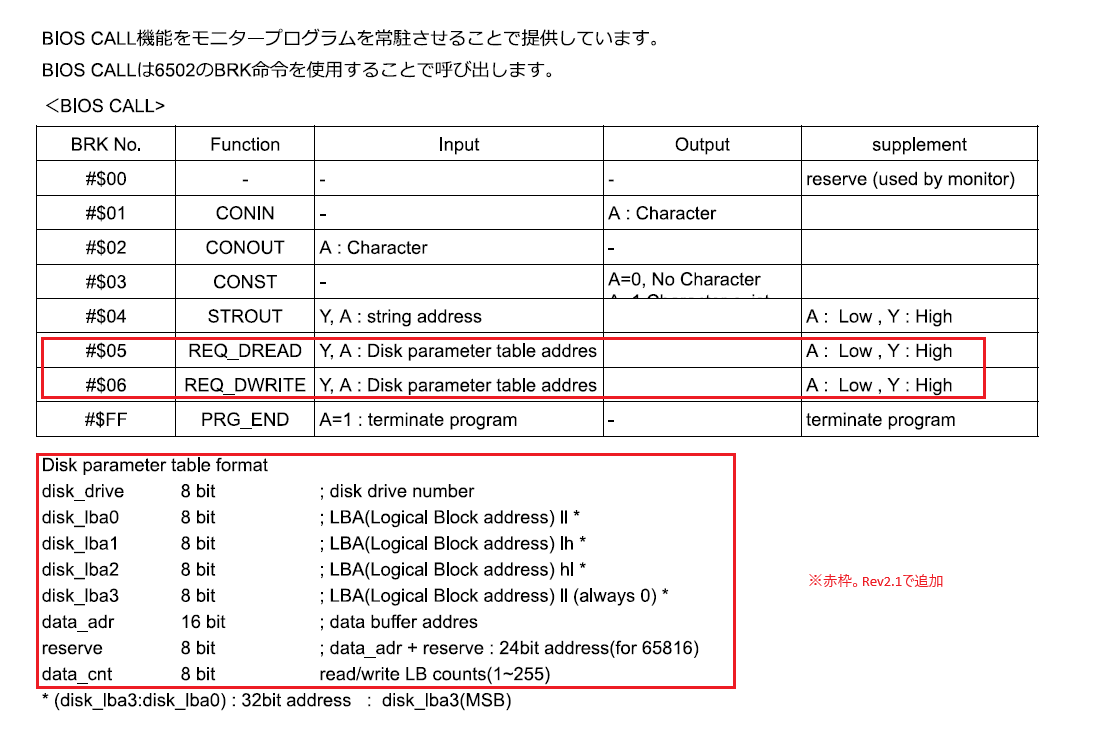 BIOS CALL機能をモニタープログラムを常駐させることで提供しています。
BIOS CALLは6502のBRK命令を使用することで呼び出します。
＜BIOS CALL>
BRK No. Function Input Output supplement
#$00 - - - reserve (used by monitor)
#$01 CONIN - A : Character
#$02 CONOUT A : Character -
#$03 CONST - A=0, No Character
#$04 STROUT Y, A : string address A : Low , Y : High
#$05 REQ_DREAD Y, A : Disk parameter table addres A : Low , Y : High
#$06 REQ_DWRITE Y, A : Disk parameter table addres A : Low , Y : High
#$FF PRG_END A=1 : terminate program - terminate program
Disk parameter table format
disk_drive 8 bit ; disk drive number
disk_lba0 8 bit ; LBA(Logical Block address) ll *
disk_lba1 8 bit ; LBA(Logical Block address) lh *
disk_lba2 8 bit ; LBA(Logical Block address) hl *
disk_lba3 8 bit ; LBA(Logical Block address) ll (always 0) *
※赤枠。Rev2.1で追加
data_adr 16 bit ; data buffer addres
reserve 8 bit ; data_adr + reserve : 24bit address(for 65816)
data_cnt 8 bit read/write LB counts(1~255)
* (disk_lba3:disk_lba0) : 32bit address : disk_lba3(MSB)